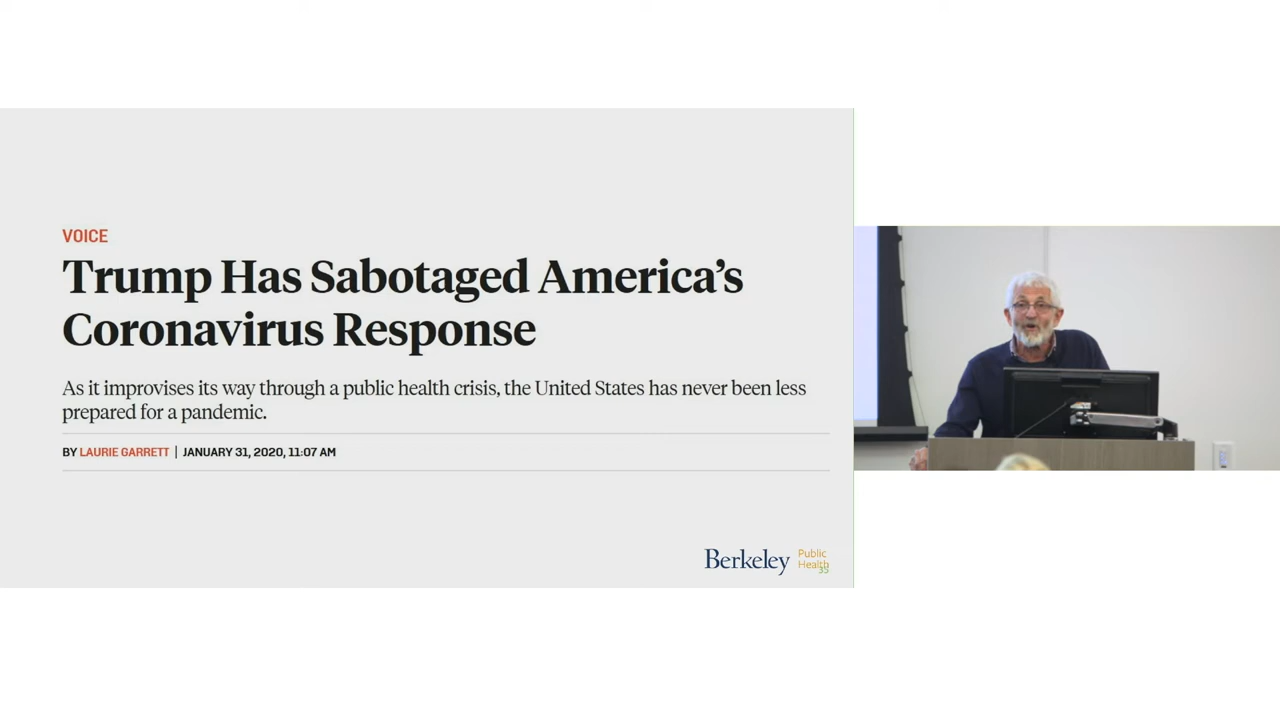 VOICE
Trump Has Sabotaged America’s
Coronavirus Response
As it improvises its way through a public health crisis, the United States has never been less
prepared for a pandemic.
BY LAURIE GARRETT | JANUARY 31, 2020, 11:07 AM
Berkeley Public
Health
35